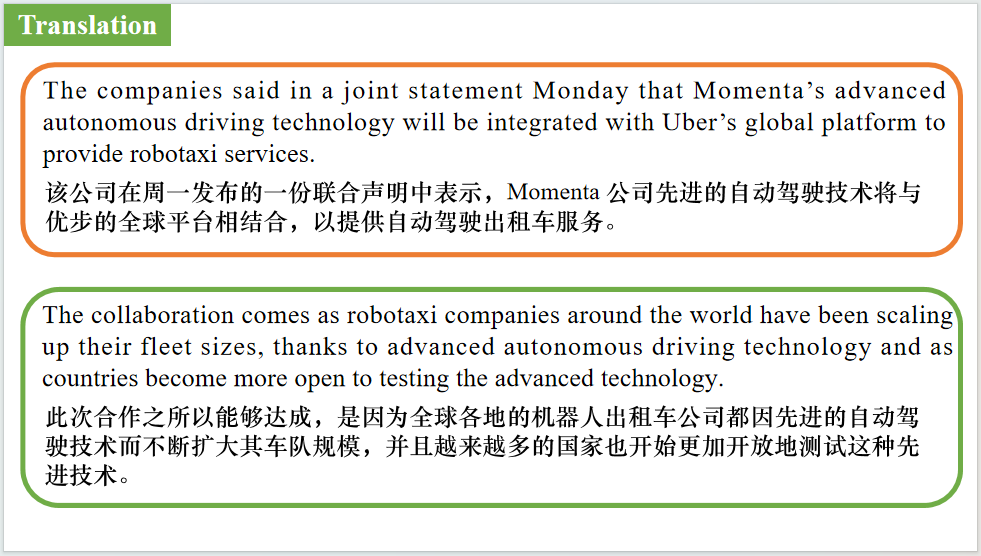 Translation
The companies said in a joint statement Monday that Momenta’s advanced
autonomous driving technology will be integrated with Uber’s global platform to
provide robotaxi services.
该公司在周一发布的一份联合声明中表示，Momenta 公司先进的自动驾驶技术将与
优步的全球平台相结合，以提供自动驾驶出租车服务。
The collaboration comes as robotaxi companies around the world have been scaling
up their fleet sizes, thanks to advanced autonomous driving technology and as
countries become more open to testing the advanced technology.
此次合作之所以能够达成，是因为全球各地的机器人出租车公司都因先进的自动驾
驶技术而不断扩大其车队规模，并且越来越多的国家也开始更加开放地测试这种先
进技术。